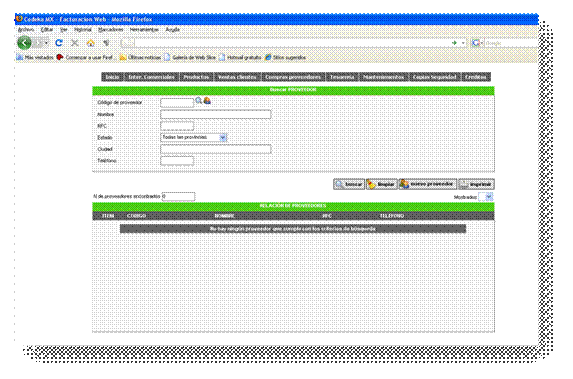 Codeka MX - Facturacion Web - Mozilla Firefox
Archivo Editar Ver Historial Marcadores Herramientas Ayuda
Google
Más visitados Comenzar a usar Firef... Últimas noticias Galería de Web Slice Hotmail gratuito Sitios sugeridos
Inicio Inter. Comerciales Productos Ventas clientes Compras proveedores Tesoreria Mantenimientos Copias Seguridad Creditos
Buscar PROVEEDOR
Código de proveedor
Nombre
RFC
Estado Todas las provincias
Ciudad
Teléfono
buscar limpiar nuevo proveedor imprimir
N de proveedores encontrados 0 Mostrados
RELACIÓN DE PROVEEDORES
ITEM CODIGO NOMBRE RFC TELEFONO
No hay ningún proveedor que cumpla con los criterios de búsqueda